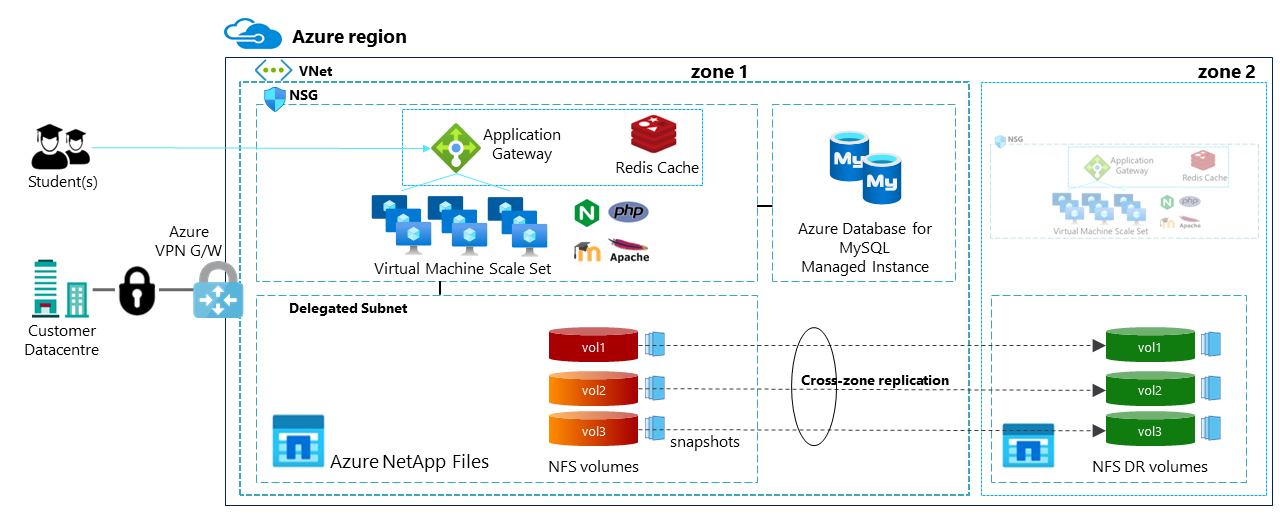 Azure region
VNet
zone 1
zone 2
NSG
Application
Gateway
Redis Cache
Student(s)
My
My
php
Apache
Virtual Machine Scale Set
Azure Database for
MySQL
Managed Instance
NSG
Application
Gateway
Redis Cache
php
Apache
Virtual Machine Scale Set
Azure
VPN G/W
Customer
Datacentre
Delegated Subnet
vol1
vol2
vol3
snapshots
NFS volumes
Azure NetApp Files
Cross-zone replication
vol1
vol2
vol3
NFS DR volumes